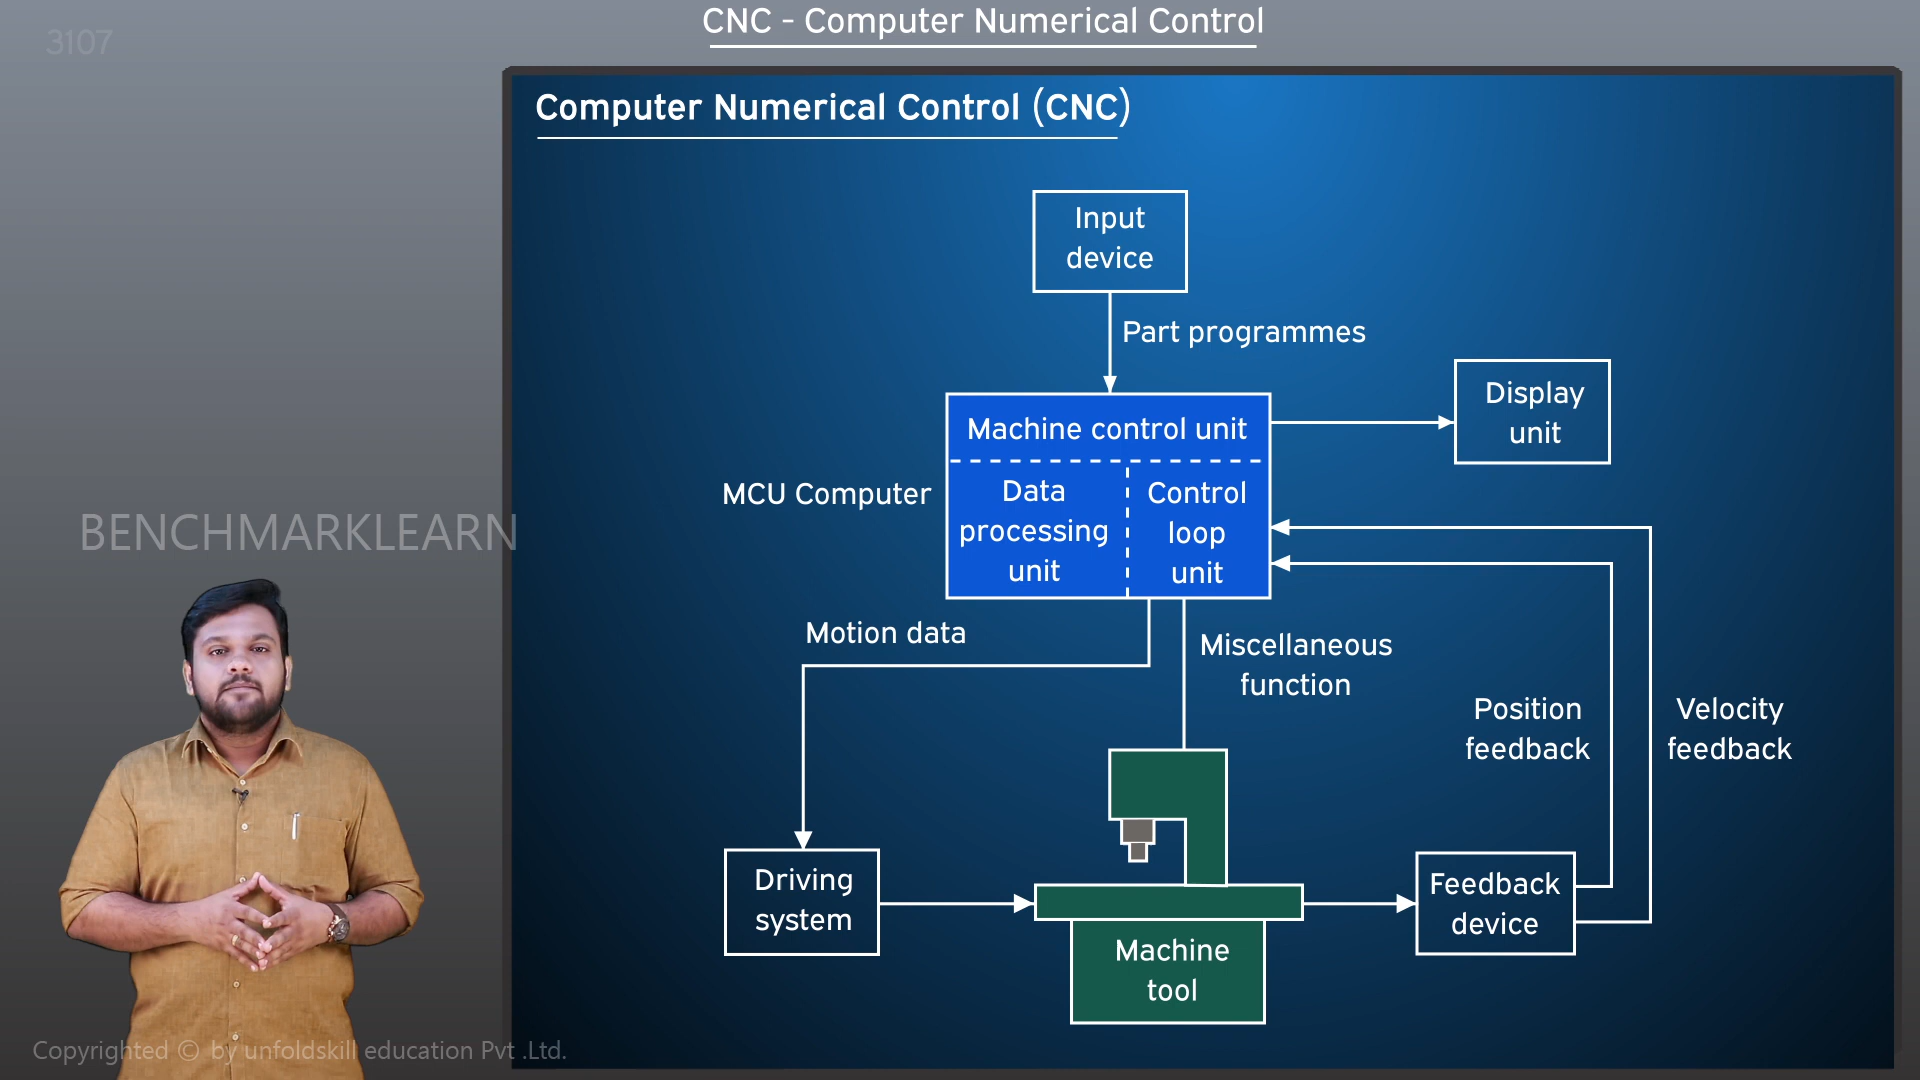 CNC - Computer Numerical Control
3107
Computer Numerical Control (CNC)
Input
device
Part programmes
Display
unit
Machine control unit
MCU Computer
Data
processing
unit
Control
loop
unit
BENCHMARKLEARN
Motion data
Miscellaneous
function
Position
feedback
Velocity
feedback
Driving
system
Machine
tool
Feedback
device
Copyrighted © by unfoldskill education Pvt .Ltd.